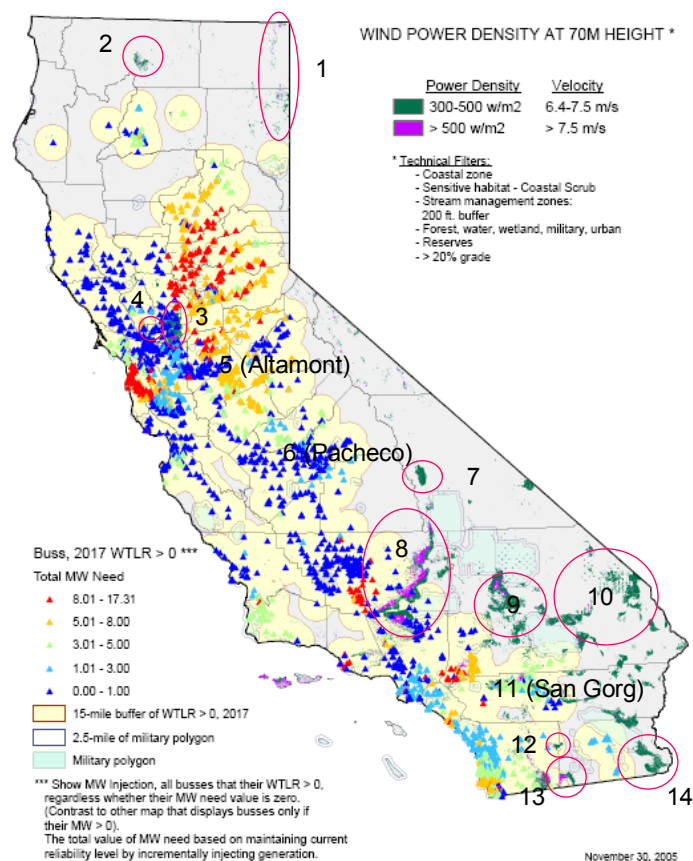 WIND POWER DENSITY AT 70M HEIGHT *
Power Density Velocity
300-500 w/m2 6.4-7.5 m/s
> 500 w/m2 > 7.5 m/s
* Technical Filters:
- Coastal zone
- Sensitive habitat - Coastal Scrub
- Stream management zones:
200 ft. buffer
- Forest, water, wetland, military, urban
- Reserves
- > 20% grade
2
1
4
3
5 (Altamont)
6 (Pacheco)
7
8
9
10
11 (San Gorg)
12
13
14
Buss, 2017 WTLR > 0 ***
Total MW Need
8.01 - 17.31
5.01 - 8.00
3.01 - 5.00
1.01 - 3.00
0.00 - 1.00
15-mile buffer of WTLR > 0, 2017
2.5-mile of military polygon
Military polygon
*** Show MW Injection, all busses that their WTLR > 0,
regardless whether their MW need value is zero.
(Contrast to other map that displays busses only if
their MW > 0).
The total value of MW need based on maintaining current
reliability level by incrementally injecting generation.
November 30, 2005